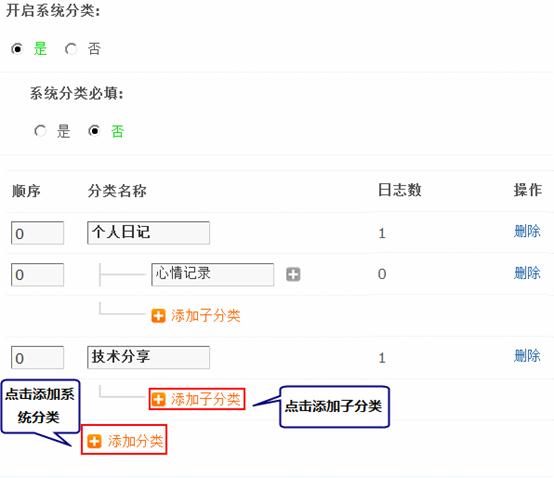 开启系统分类:
是 否
系统分类必填:
是 否
顺序 分类名称 日志数 操作
0 个人日记 1 删除
0 心情记录 0 删除
添加子分类
0 技术分享 1 删除
点击添加系
统分类
添加子分类
点击添加子分类
添加分类